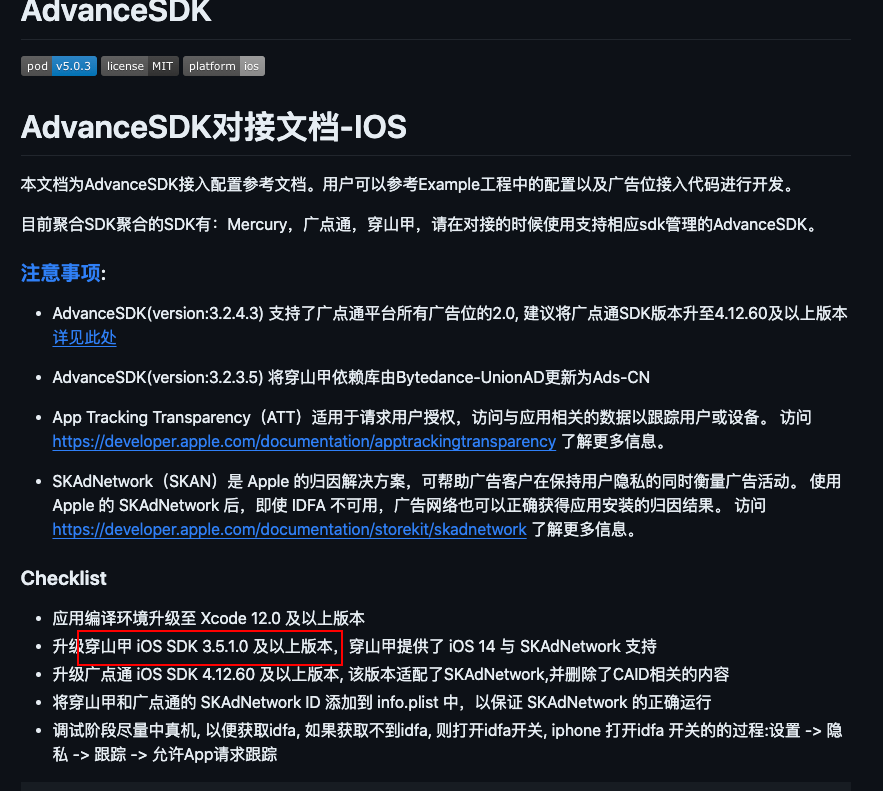 AdvanceSDK
pod v5.0.3 license MIT platform ios
AdvanceSDK对接文档-IOS
本文档为AdvanceSDK接入配置参考文档。用户可以参考Example工程中的配置以及广告位接入代码进行开发。
目前聚合SDK聚合的SDK有：Mercury，广点通，穿山甲，请在对接的时候使用支持相应sdk管理的AdvanceSDK。
注意事项:
• AdvanceSDK(version:3.2.4.3) 支持了广点通平台所有广告位的2.0, 建议将广点通SDK版本升至4.12.60及以上版本
详见此处
• AdvanceSDK(version:3.2.3.5) 将穿山甲依赖库由Bytedance-UnionAD更新为Ads-CN
• App Tracking Transparency（ATT）适用于请求用户授权，访问与应用相关的数据以跟踪用户或设备。 访问
https://developer.apple.com/documentation/apptrackingtransparency 了解更多信息。
• SKAdNetwork（SKAN）是 Apple 的归因解决方案，可帮助广告客户在保持用户隐私的同时衡量广告活动。 使用
Apple 的 SKAdNetwork 后，即使 IDFA 不可用，广告网络也可以正确获得应用安装的归因结果。 访问
https://developer.apple.com/documentation/storekit/skadnetwork 了解更多信息。
Checklist
• 应用编译环境升级至 Xcode 12.0 及以上版本
• 升级穿山甲 iOS SDK 3.5.1.0 及以上版本，穿山甲提供了 iOS 14 与 SKAdNetwork 支持
• 升级广点通 iOS SDK 4.12.60 及以上版本, 该版本适配了SKAdNetwork,并删除了CAID相关的内容
• 将穿山甲和广点通的 SKAdNetwork ID 添加到 info.plist 中，以保证 SKAdNetwork 的正确运行
• 调试阶段尽量中真机, 以便获取idfa, 如果获取不到idfa, 则打开idfa开关, iphone 打开idfa 开关的的过程:设置 -> 隐
私 -> 跟踪 -> 允许App请求跟踪